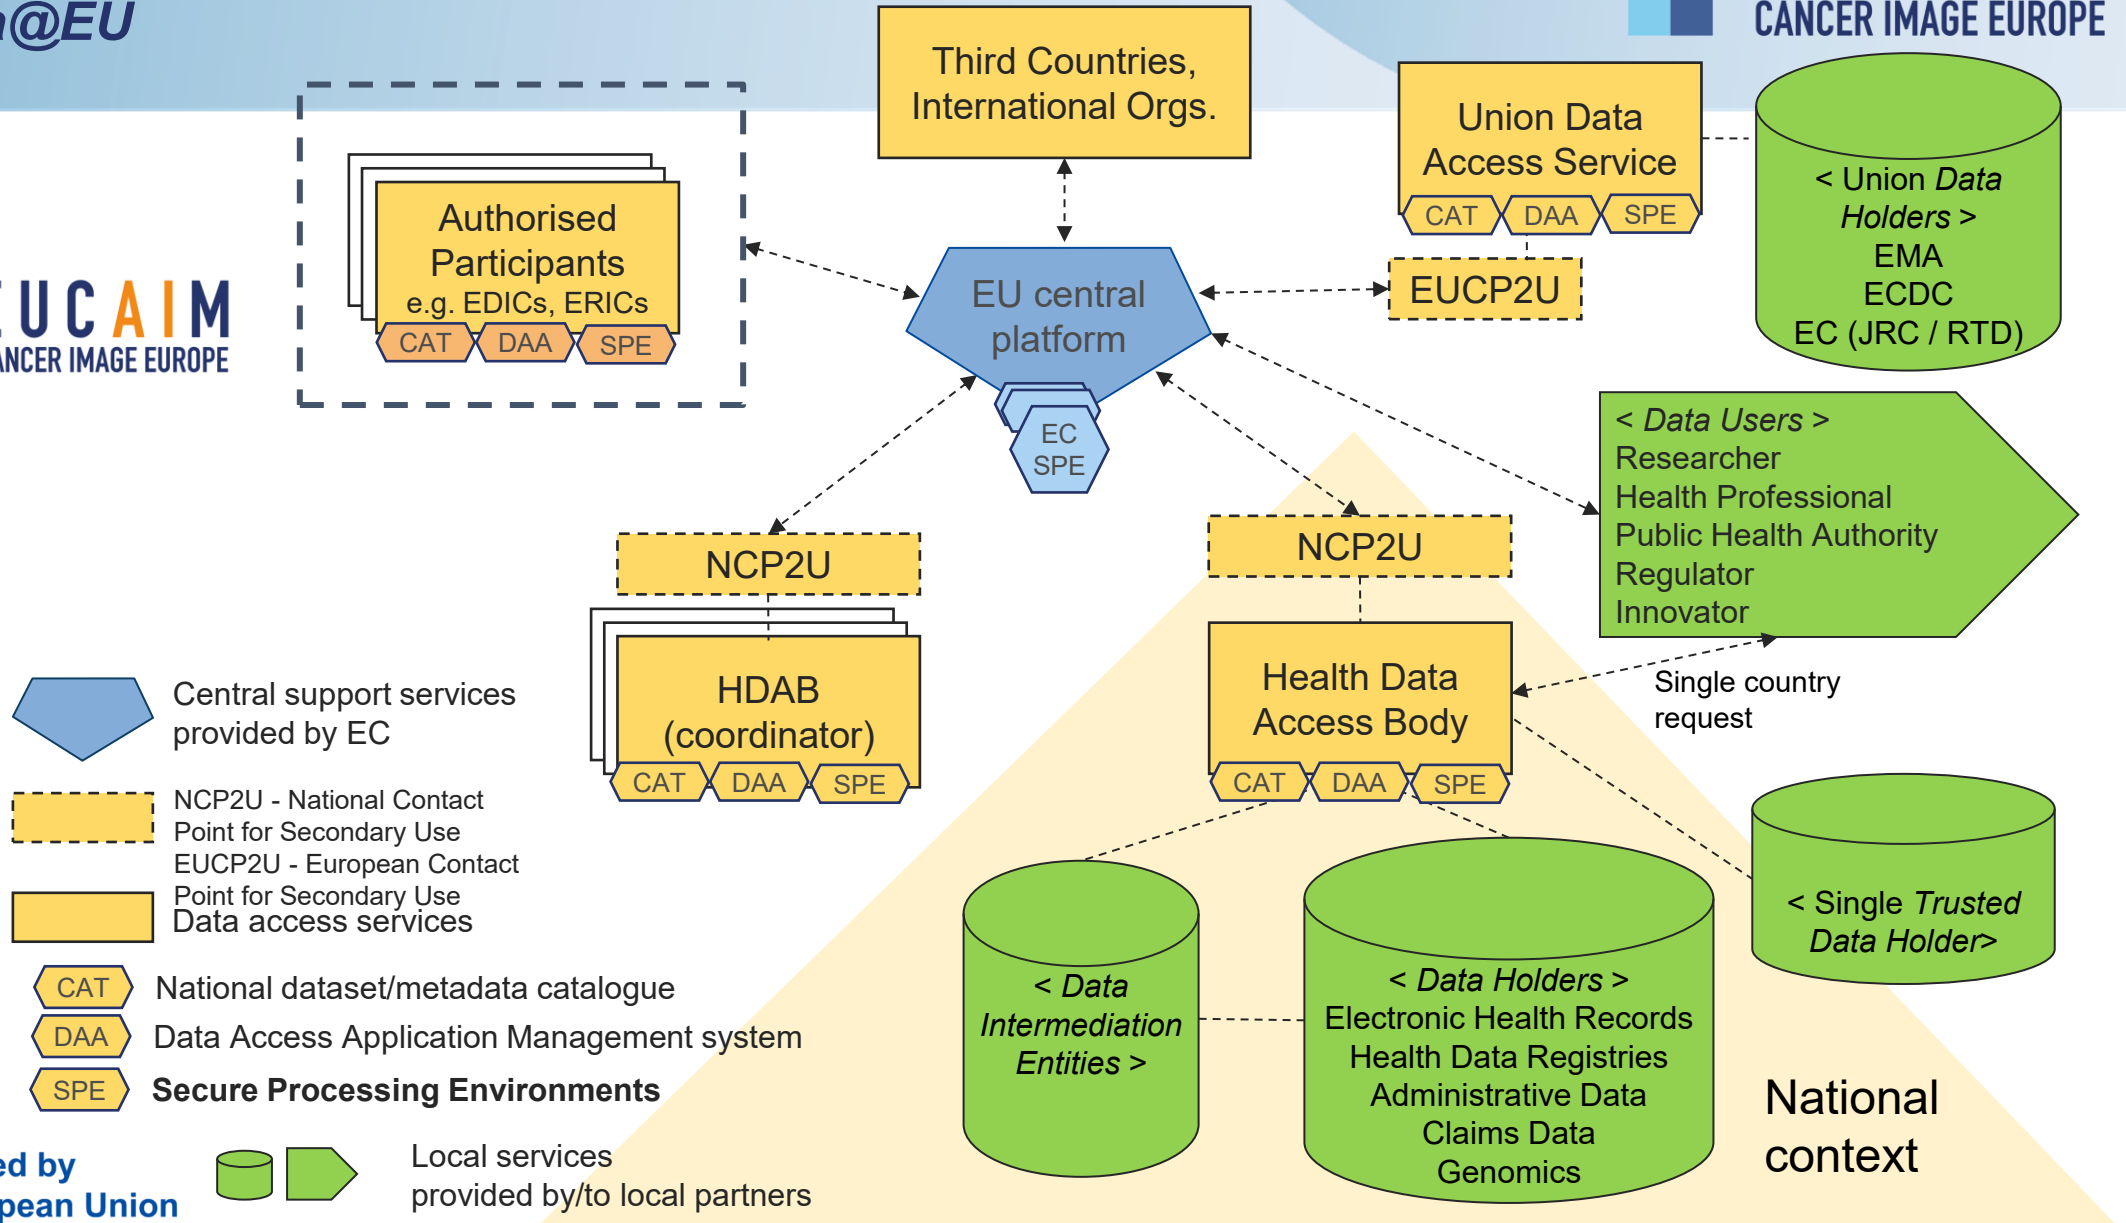 @EU
CANCER IMAGE EUROPE
Third Countries,
International Orgs.
Union Data
Access Service
CAT
DAA
SPE
< Union Data
Holders >
EMA
ECDC
EC (JRC / RTD)
Authorised
Participants
e.g. EDICs, ERICs
CAT
DAA
SPE
EU central
platform
EC
SPE
EUCP2U
EUCAIM
CANCER IMAGE EUROPE
< Data Users >
Researcher
Health Professional
Public Health Authority
Regulator
Innovator
NCP2U
NCP2U
HDAB
(coordinator)
CAT
DAA
SPE
Health Data
Access Body
CAT
DAA
SPE
Single country
request
Central support services
provided by EC
NCP2U - National Contact
Point for Secondary Use
EUCP2U - European Contact
Point for Secondary Use
Data access services
CAT
National dataset/metadata catalogue
DAA
Data Access Application Management system
SPE
Secure Processing Environments
< Data
Intermediation
Entities >
< Data Holders >
Electronic Health Records
Health Data Registries
Administrative Data
Claims Data
Genomics
< Single Trusted
Data Holder>
National
context
Local services
provided by/to local partners
ed by
pean Union